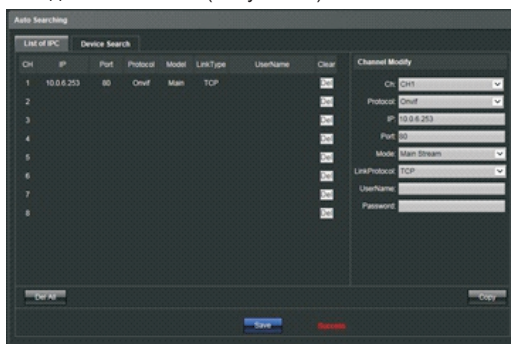 Auto Searching
List of IPC Device Search
CH IP Port Protocol Model LinkType UserName Clear
1 10.0.6.253 80 Onvif Main TCP Del
2 Del
3 Del
4 Del
5 Del
6 Del
7 Del
8 Del
Channel Modify
Ch: CH1
Protocol: Onvif
IP: 10.0.6.253
Port: 80
Mode: Main Stream
LinkProtocol: TCP
UserName:
Password:
Der All Copy
Save Success